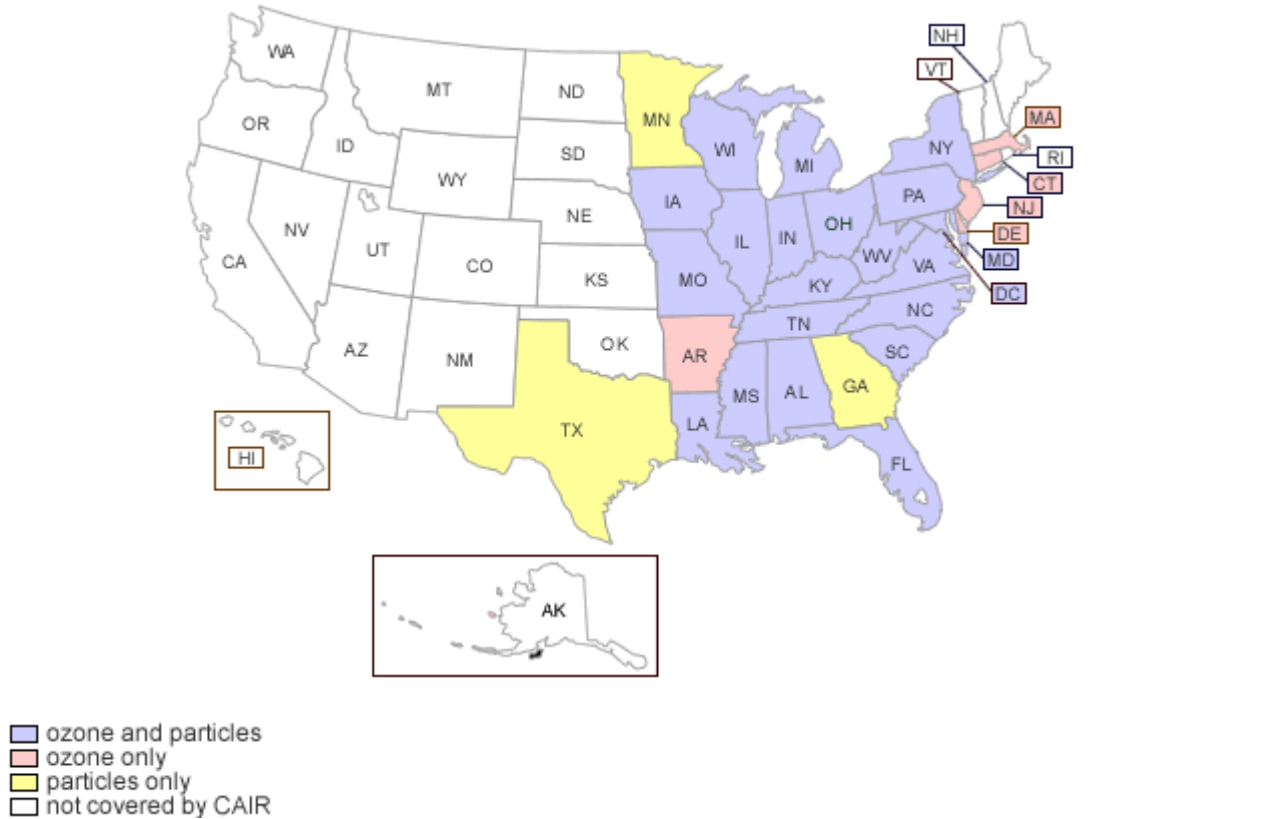 WA
NH
VT
MT
ND
MN
MA
OR
ID
SD
WI
MI
NY
RI
WY
CT
NE
IA
PA
NJ
NV
UT
OH
DE
CA
CO
IL
IN
WV
VA
MD
KS
MO
KY
DC
AZ
NM
OK
AR
TN
NC
SC
GA
MS
AL
TX
LA
HI
FL
AK
ozone and particles
ozone only
particles only
not covered by CAIR